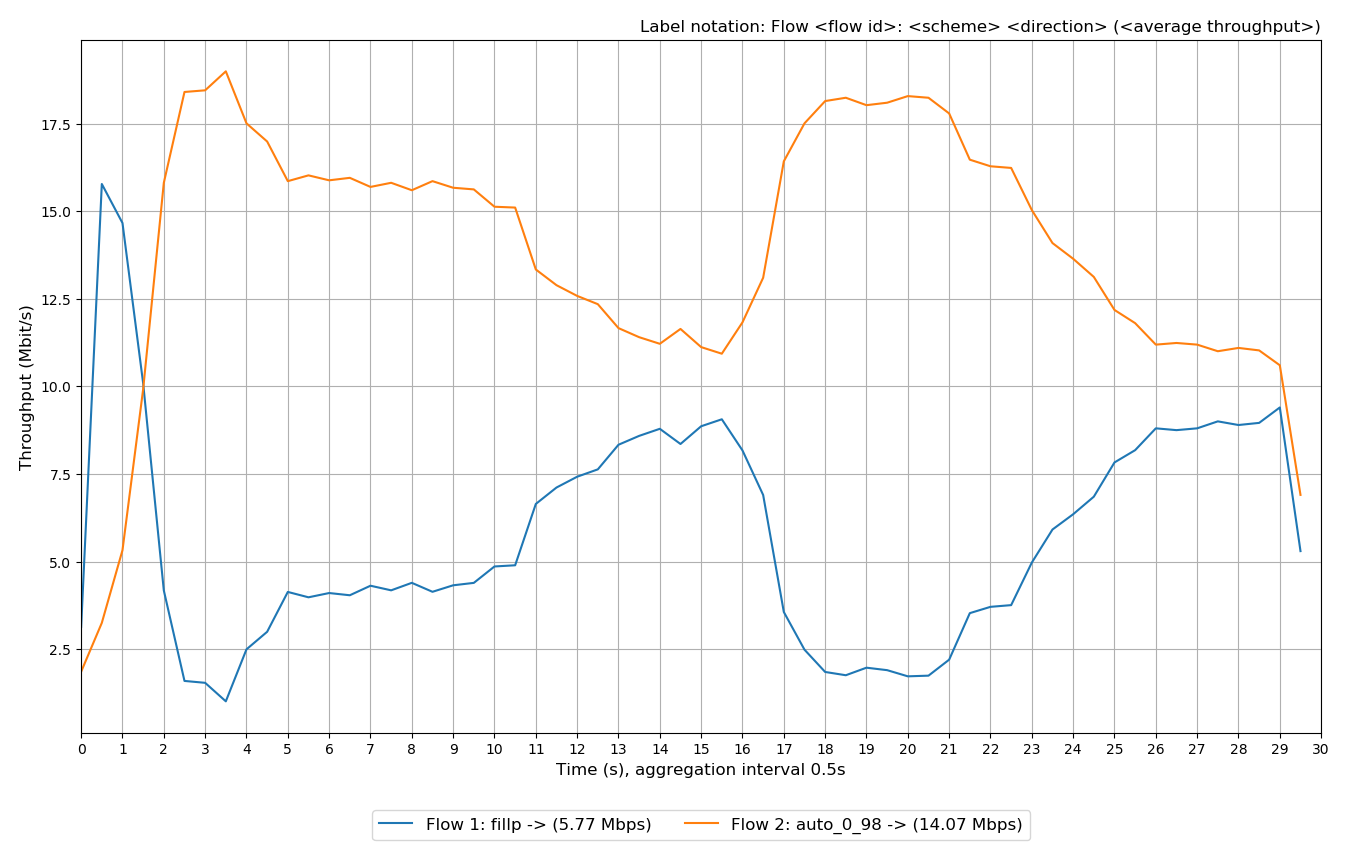 Label notation: Flow <flow id>: <scheme> <direction> (<average throughput>)
Throughput (Mbit/s)
17.5
15.0
12.5
10.0
7.5
5.0
2.5
0 1 2 3 4 5 6 7 8 9 10 11 12 13 14 15 16 17 18 19 20 21 22 23 24 25 26 27 28 29 30
Time (s), aggregation interval 0.5s
Flow 1: fillp -> (5.77 Mbps) Flow 2: auto_0_98 -> (14.07 Mbps)